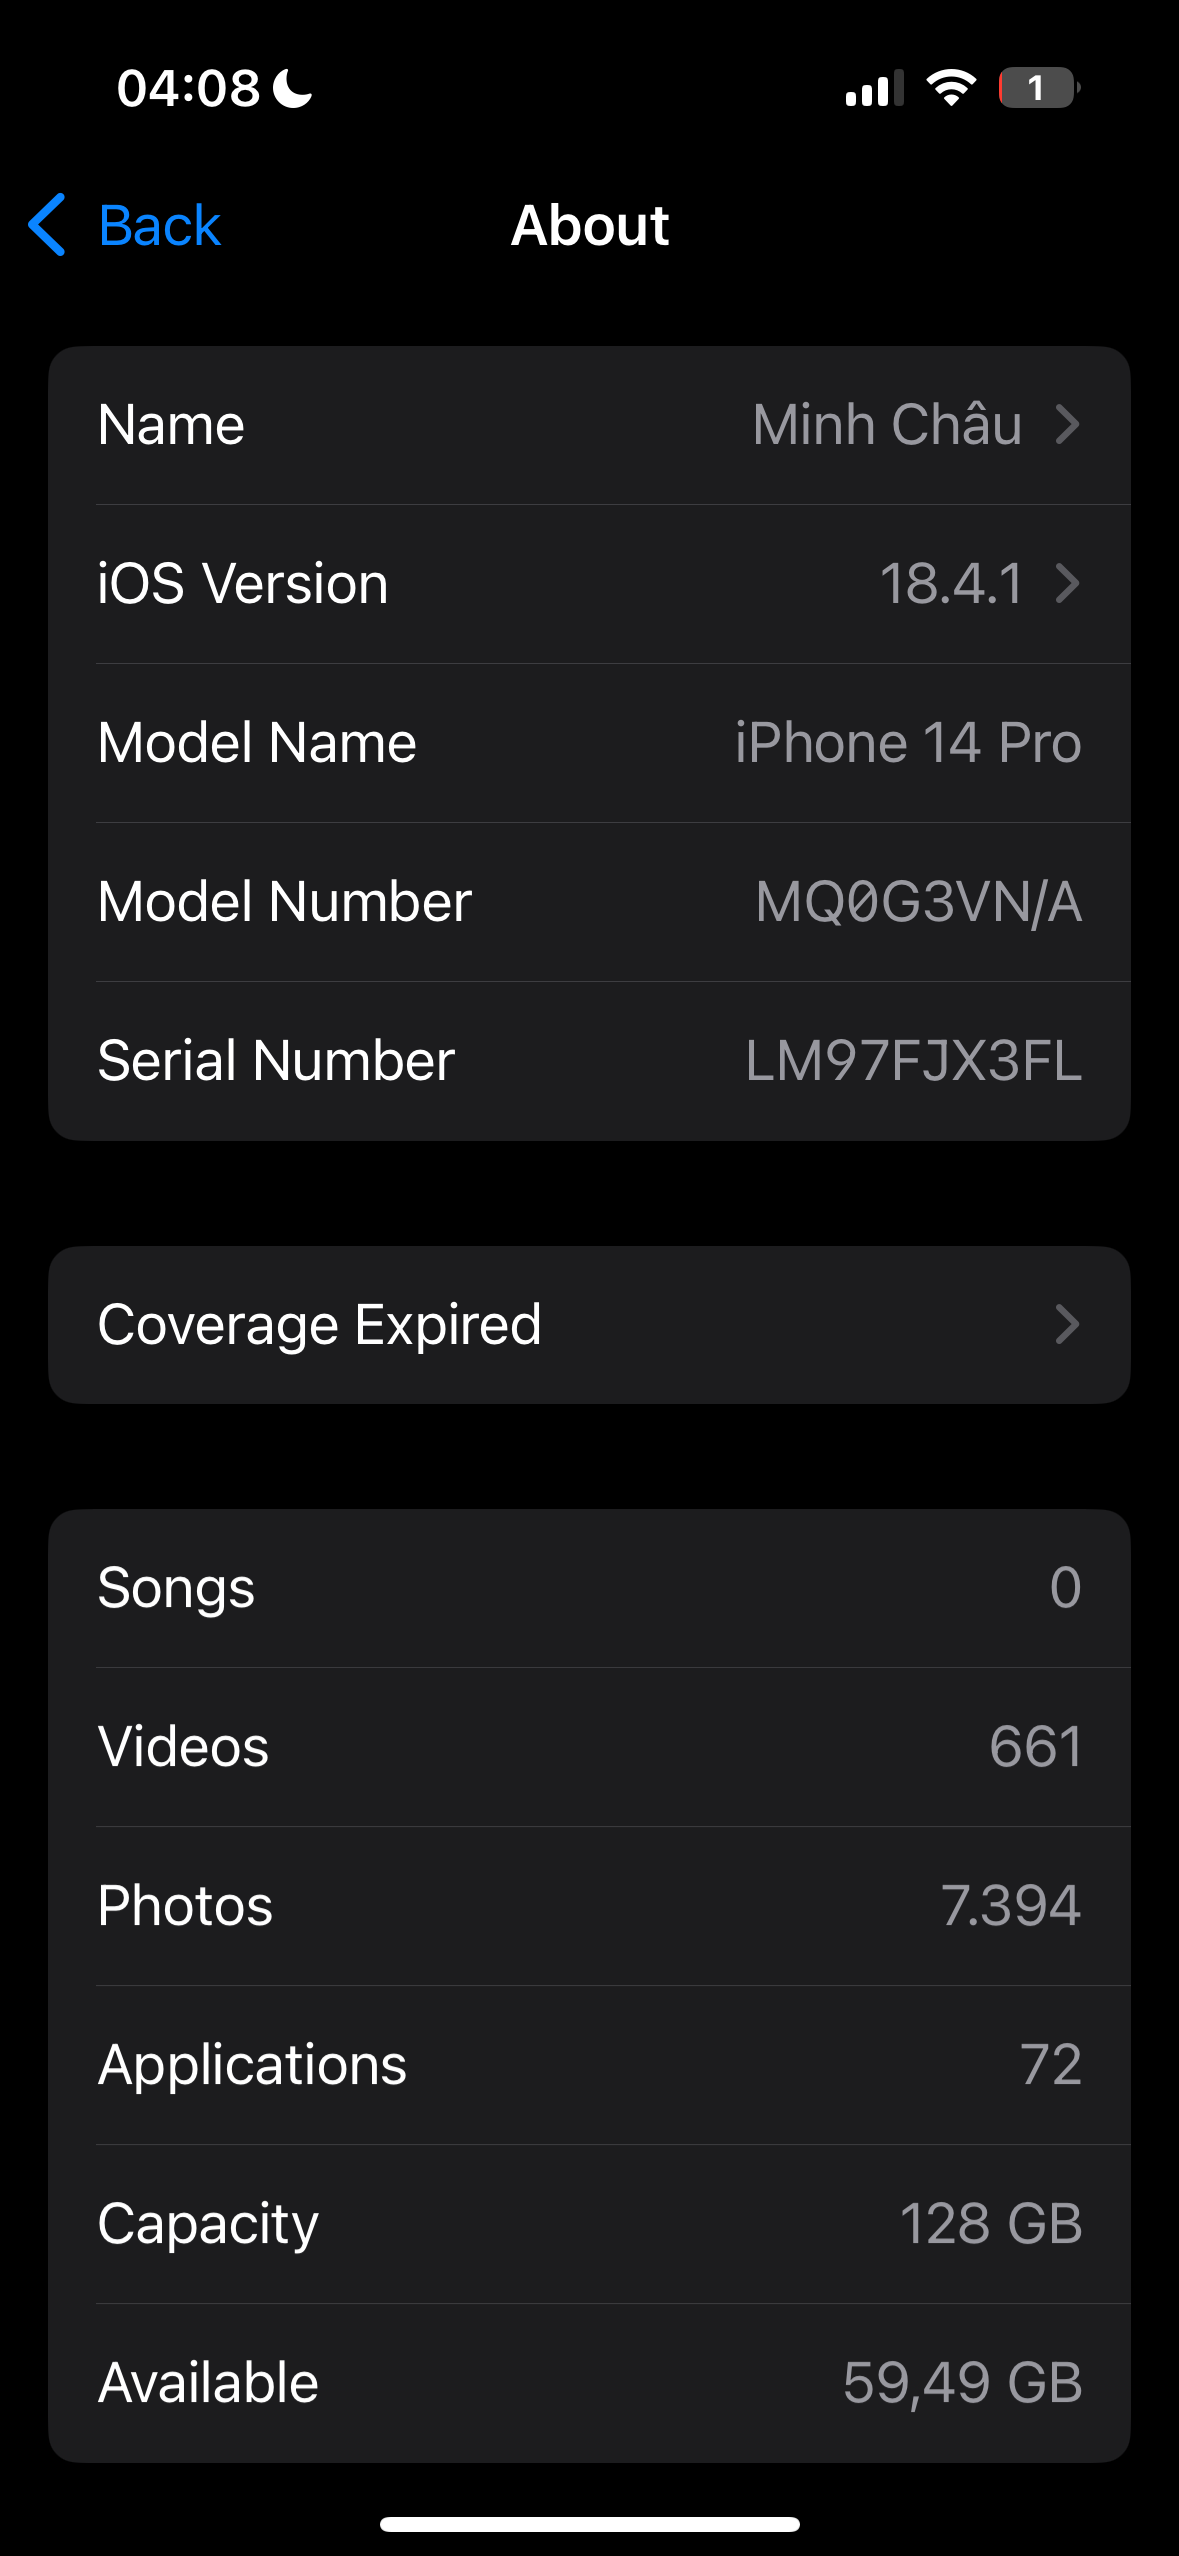 04:08
1
Back
About
Name Minh Châu
iOS Version 18.4.1
Model Name iPhone 14 Pro
Model Number MQ0G3VN/A
Serial Number LM97FJX3FL
Coverage Expired
Songs 0
Videos 661
Photos 7.394
Applications 72
Capacity 128 GB
Available 59,49 GB